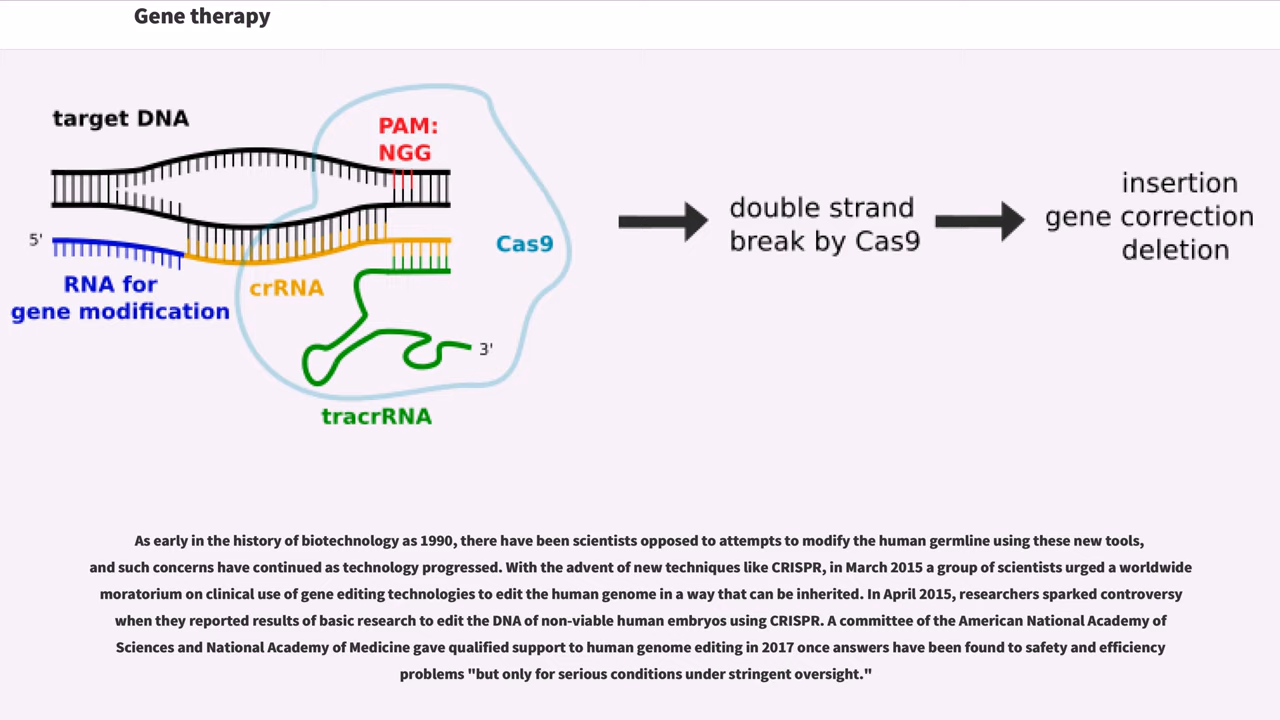 Gene therapy
target DNA
PAM:
NGG
5'
Cas9
RNA for
gene modification
crRNA
3'
tracrRNA
double strand
break by Cas9
insertion
gene correction
deletion
As early in the history of biotechnology as 1990, there have been scientists opposed to attempts to modify the human germline using these new tools,
and such concerns have continued as technology progressed. With the advent of new techniques like CRISPR, in March 2015 a group of scientists urged a worldwide
moratorium on clinical use of gene editing technologies to edit the human genome in a way that can be inherited. In April 2015, researchers sparked controversy
when they reported results of basic research to edit the DNA of non-viable human embryos using CRISPR. A committee of the American National Academy of
Sciences and National Academy of Medicine gave qualified support to human genome editing in 2017 once answers have been found to safety and efficiency
problems "but only for serious conditions under stringent oversight."